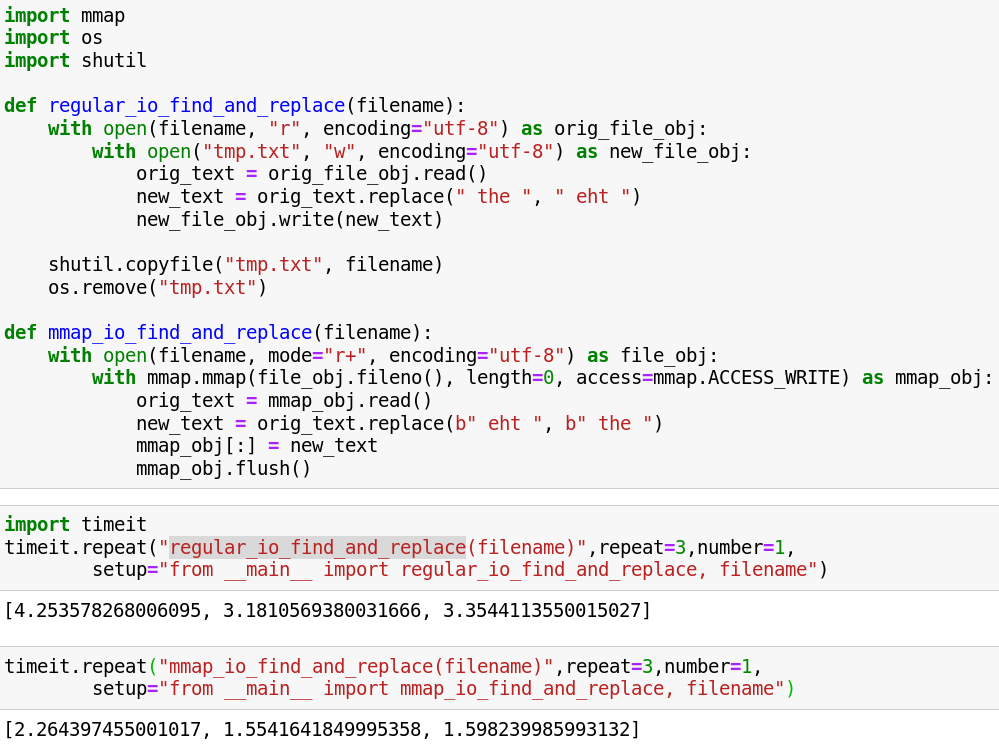 import mmap
import os
import shutil

def regular_io_find_and_replace(filename):
    with open(filename, "r", encoding="utf-8") as orig_file_obj:
        with open("tmp.txt", "w", encoding="utf-8") as new_file_obj:
            orig_text = orig_file_obj.read()
            new_text = orig_text.replace(" the ", " eht ")
            new_file_obj.write(new_text)

    shutil.copyfile("tmp.txt", filename)
    os.remove("tmp.txt")

def mmap_io_find_and_replace(filename):
    with open(filename, mode="r+", encoding="utf-8") as file_obj:
        with mmap.mmap(file_obj.fileno(), length=0, access=mmap.ACCESS_WRITE) as mmap_obj:
            orig_text = mmap_obj.read()
            new_text = orig_text.replace(b" eht ", b" the ")
            mmap_obj[:] = new_text
            mmap_obj.flush()

import timeit
timeit.repeat("regular_io_find_and_replace(filename)",repeat=3,number=1,
        setup="from __main__ import regular_io_find_and_replace, filename")

[4.253578268006095, 3.1810569380031666, 3.3544113550015027]

timeit.repeat("mmap_io_find_and_replace(filename)",repeat=3,number=1,
        setup="from __main__ import mmap_io_find_and_replace, filename")

[2.264397455001017, 1.5541641849995358, 1.598239985993132]